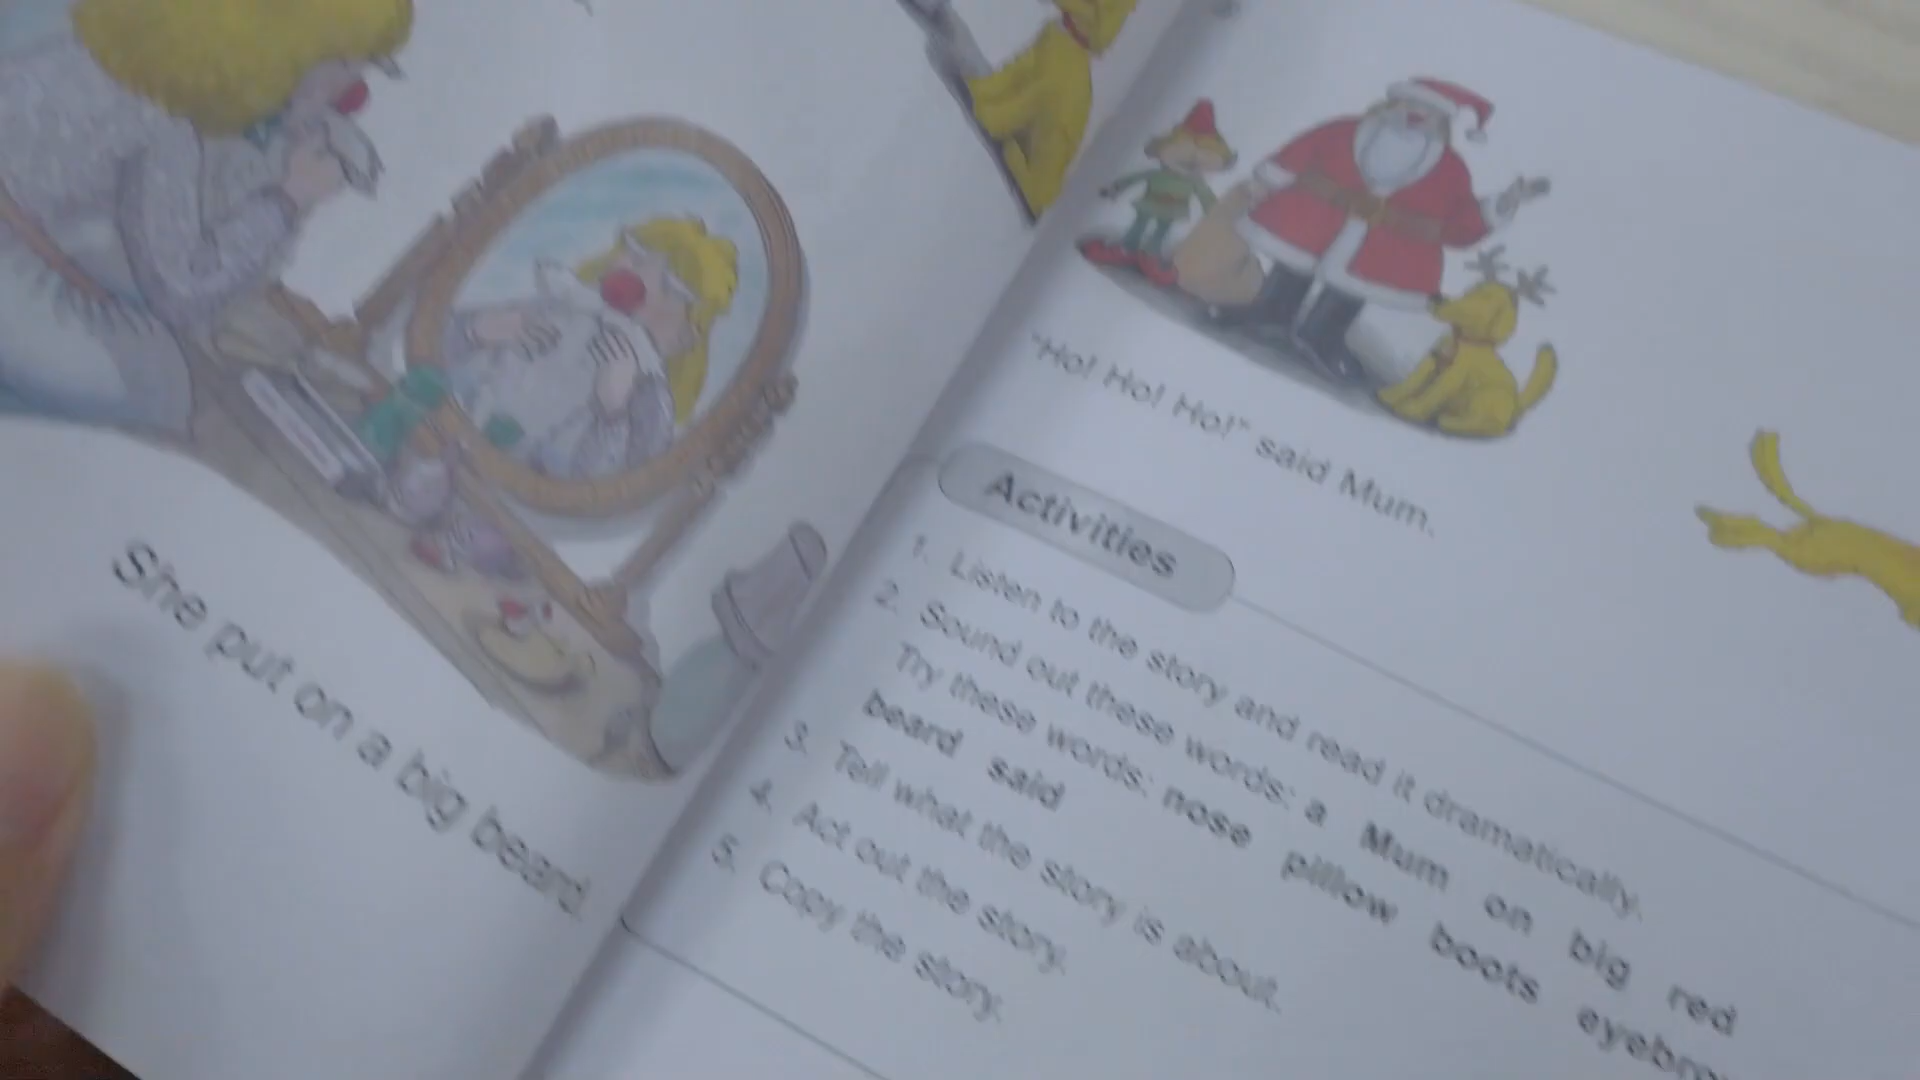 She put on a big beard.
"Ho! Ho! Ho!" said Mum.
Activities
1. Listen to the story and read it dramatically.
2. Sound out these words: a Mum on big red
Try these words: nose pillow boots
beard said
3. Tell what the story is about.
4. Act out the story.
5. Copy the story.